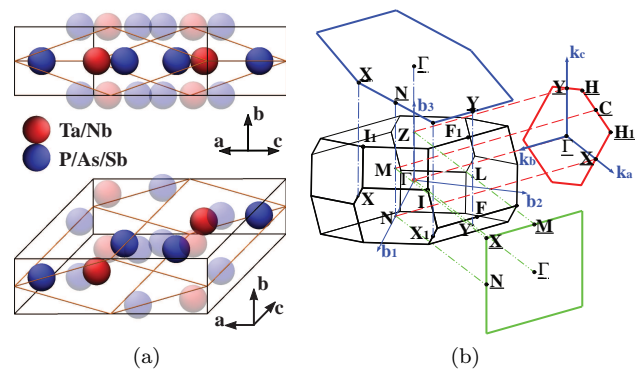 b
a
c
Ta/Nb
P/As/Sb
b
c
a
(a)
Γ
X
N
b3
Y
Z
F1
I1
M
Γ
L
X
I
b2
N
F
X1
Y
b1
kc
Y
H
C
H1
Γ
kb
X
ka
M
X
Γ
N
(b)